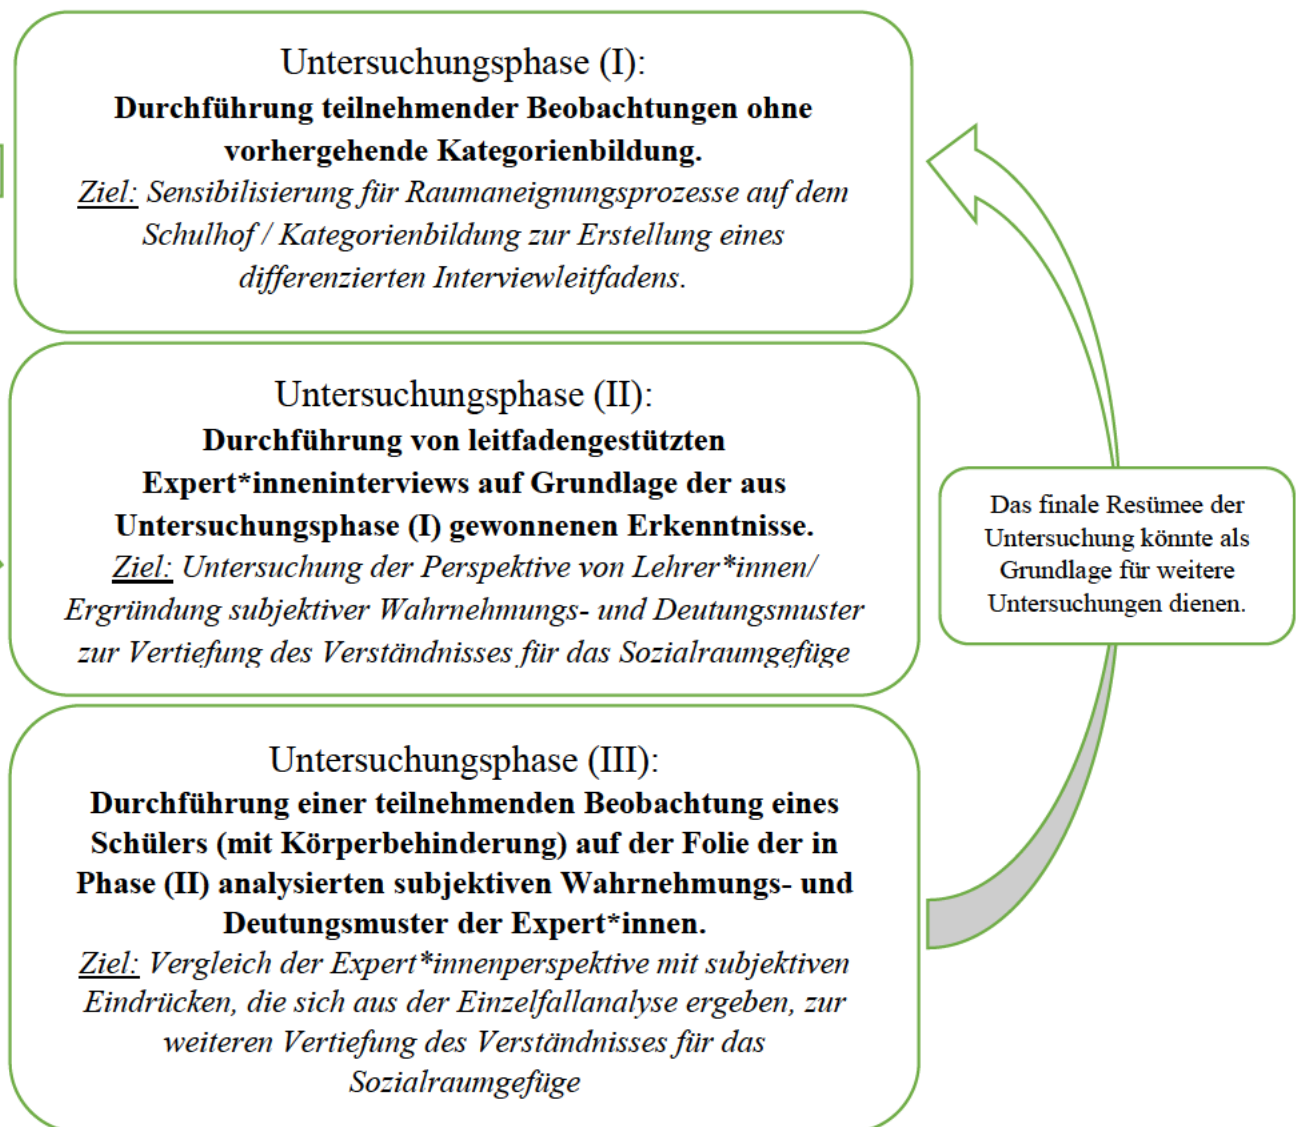 Untersuchungsphase (I):
Durchführung teilnehmender Beobachtungen ohne
vorhergehende Kategorienbildung.
Ziel: Sensibilisierung für Raumaneignungsprozesse auf dem
Schulhof / Kategorienbildung zur Erstellung eines
differenzierten Interviewleitfadens.
Untersuchungsphase (II):
Durchführung von leitfadengestützten
Expert*inneninterviews auf Grundlage der aus
Untersuchungsphase (I) gewonnenen Erkenntnisse.
Ziel: Untersuchung der Perspektive von Lehrer*innen/
Ergründung subjektiver Wahrnehmungs- und Deutungsmuster
zur Vertiefung des Verständnisses für das Sozialraumgefüge
Untersuchungsphase (III):
Durchführung einer teilnehmenden Beobachtung eines
Schülers (mit Körperbehinderung) auf der Folie der in
Phase (II) analysierten subjektiven Wahrnehmungs- und
Deutungsmuster der Expert*innen.
Ziel: Vergleich der Expert*innenperspektive mit subjektiven
Eindrücken, die sich aus der Einzelfallanalyse ergeben, zur
weiteren Vertiefung des Verständnisses für das
Sozialraumgefüge
Das finale Resümee der
Untersuchung könnte als
Grundlage für weitere
Untersuchungen dienen.